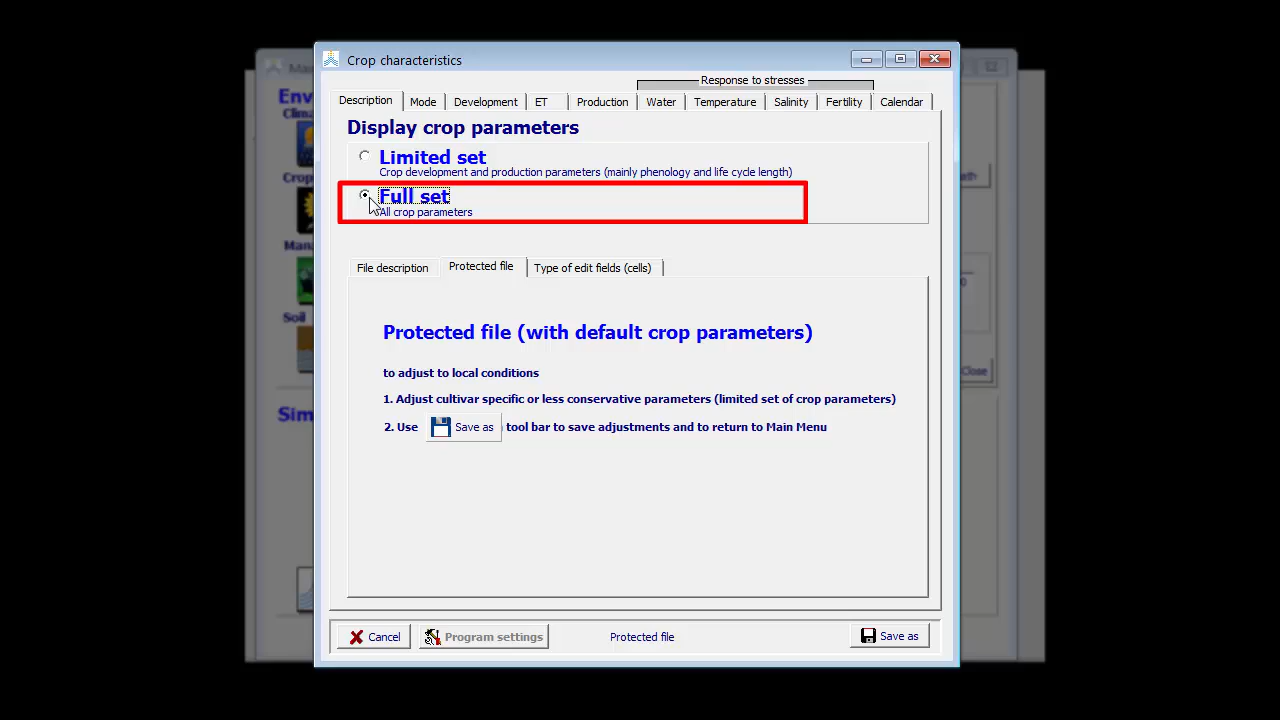 Crop characteristics
Response to stresses
Description Mode Development ET Production Water Temperature Salinity Fertility Calendar
Display crop parameters
Limited set
Crop development and production parameters (mainly phenology and life cycle length)
Full set
All crop parameters
File description Protected file Type of edit fields (cells)
Protected file (with default crop parameters)
to adjust to local conditions
1. Adjust cultivar specific or less conservative parameters (limited set of crop parameters)
2. Use Save as tool bar to save adjustments and to return to Main Menu
Cancel Program settings Protected file Save as
Env
Clima
Crop
Mana
Soil
Sim
Close